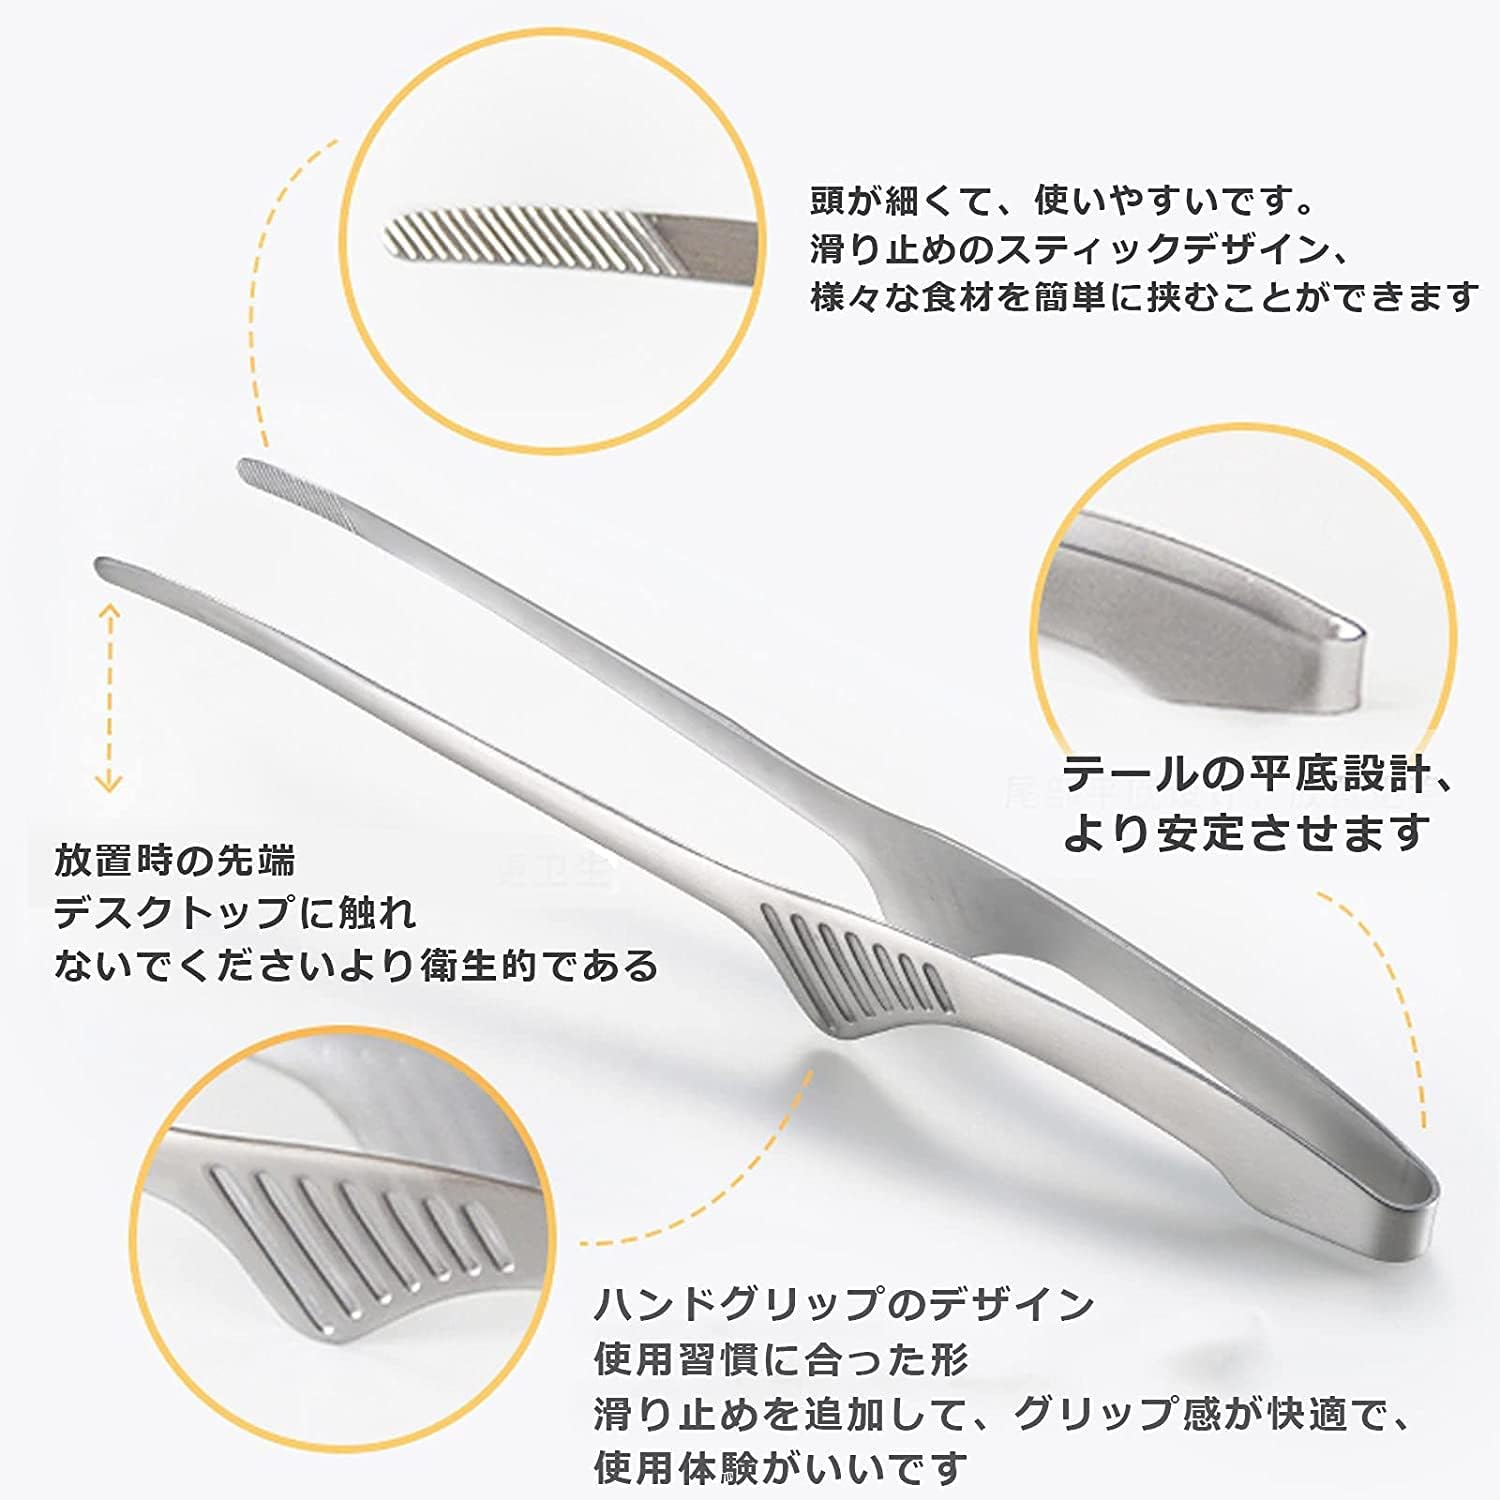 頭が細くて、使いやすいです。
滑り止めのスティックデザイン、
様々な食材を簡単に挟むことができます
テールの平底設計、
より安定させます
放置時の先端
デスクトップに触れ
ないでくださいより衛生的である
更卫生
ハンドグリップのデザイン
使用習慣に合った形
滑り止めを追加して、グリップ感が快適で、
使用体験がいいです